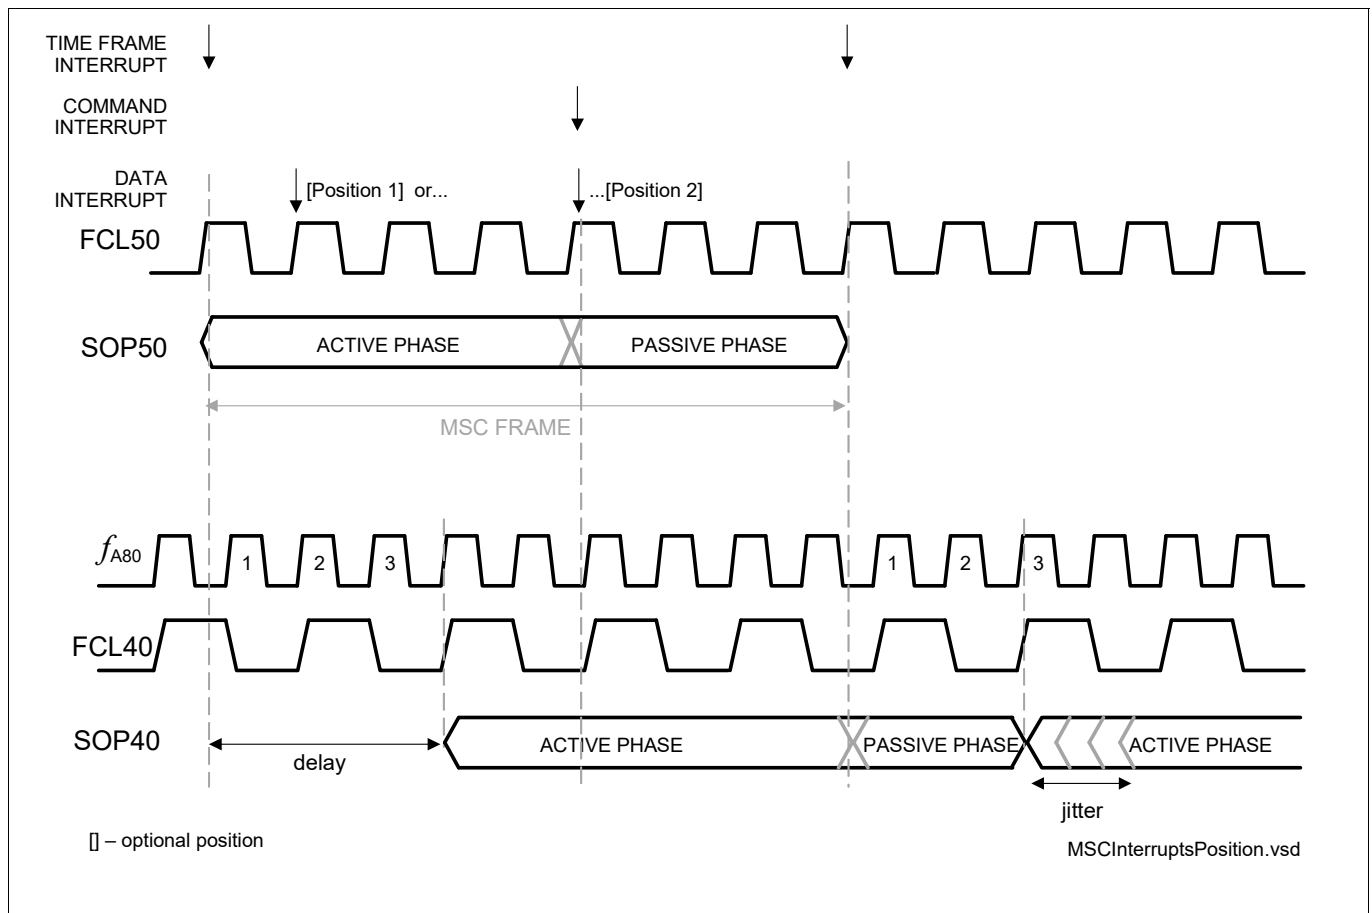 TIME FRAME
INTERRUPT
COMMAND
INTERRUPT
DATA
INTERRUPT
[Position 1] or...
...[Position 2]
FCL50
SOP50
ACTIVE PHASE
PASSIVE PHASE
MSC FRAME
fA80
1
2
3
1
2
3
FCL40
SOP40
ACTIVE PHASE
PASSIVE PHASE
ACTIVE PHASE
delay
jitter
[] – optional position
MSCInterruptsPosition.vsd